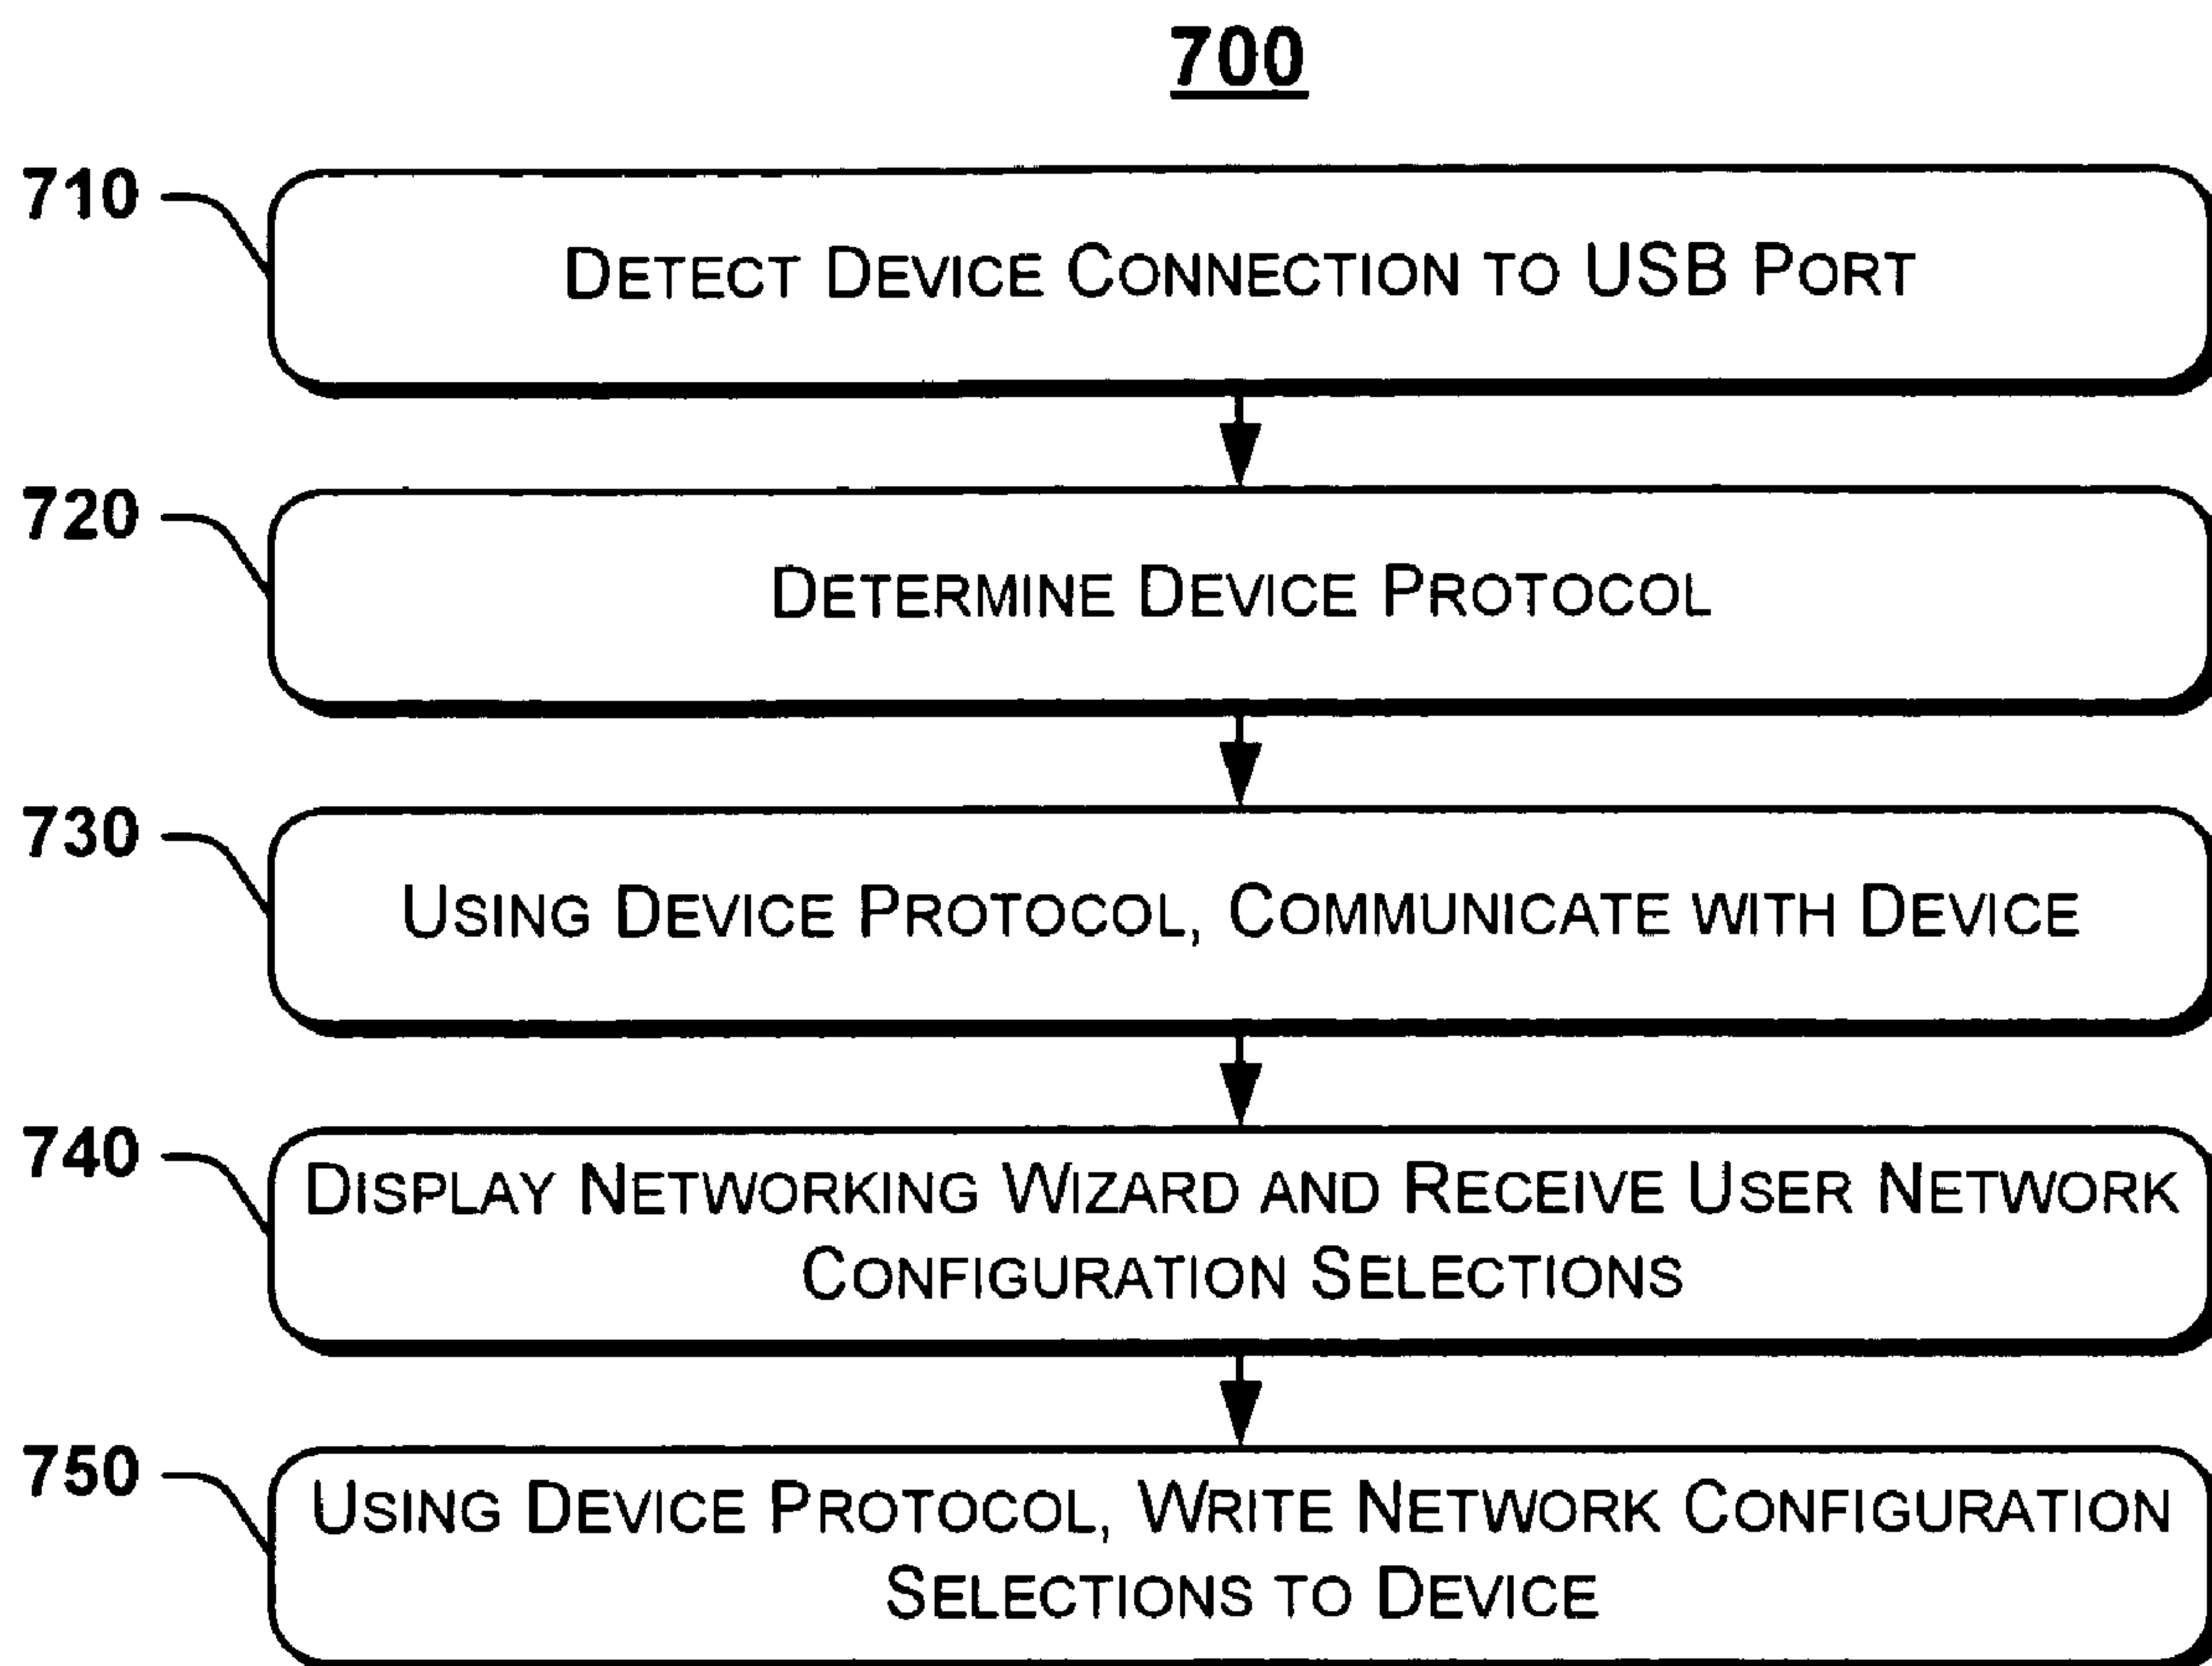 700
710
DETECT DEVICE CONNECTION TO USB PORT
720
DETERMINE DEVICE PROTOCOL
730
USING DEVICE PROTOCOL, COMMUNICATE WITH DEVICE
740
DISPLAY NETWORKING WIZARD AND RECEIVE USER NETWORK
CONFIGURATION SELECTIONS
750
USING DEVICE PROTOCOL, WRITE NETWORK CONFIGURATION
SELECTIONS TO DEVICE